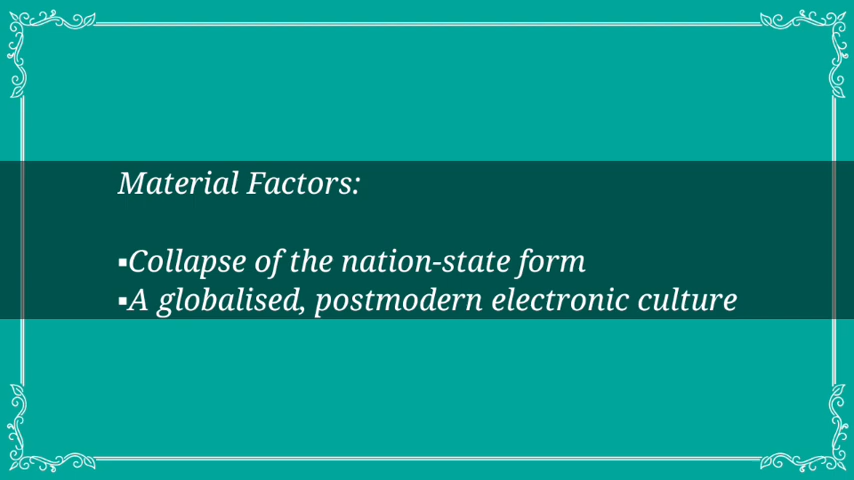 Material Factors:
▪Collapse of the nation-state form
▪A globalised, postmodern electronic culture